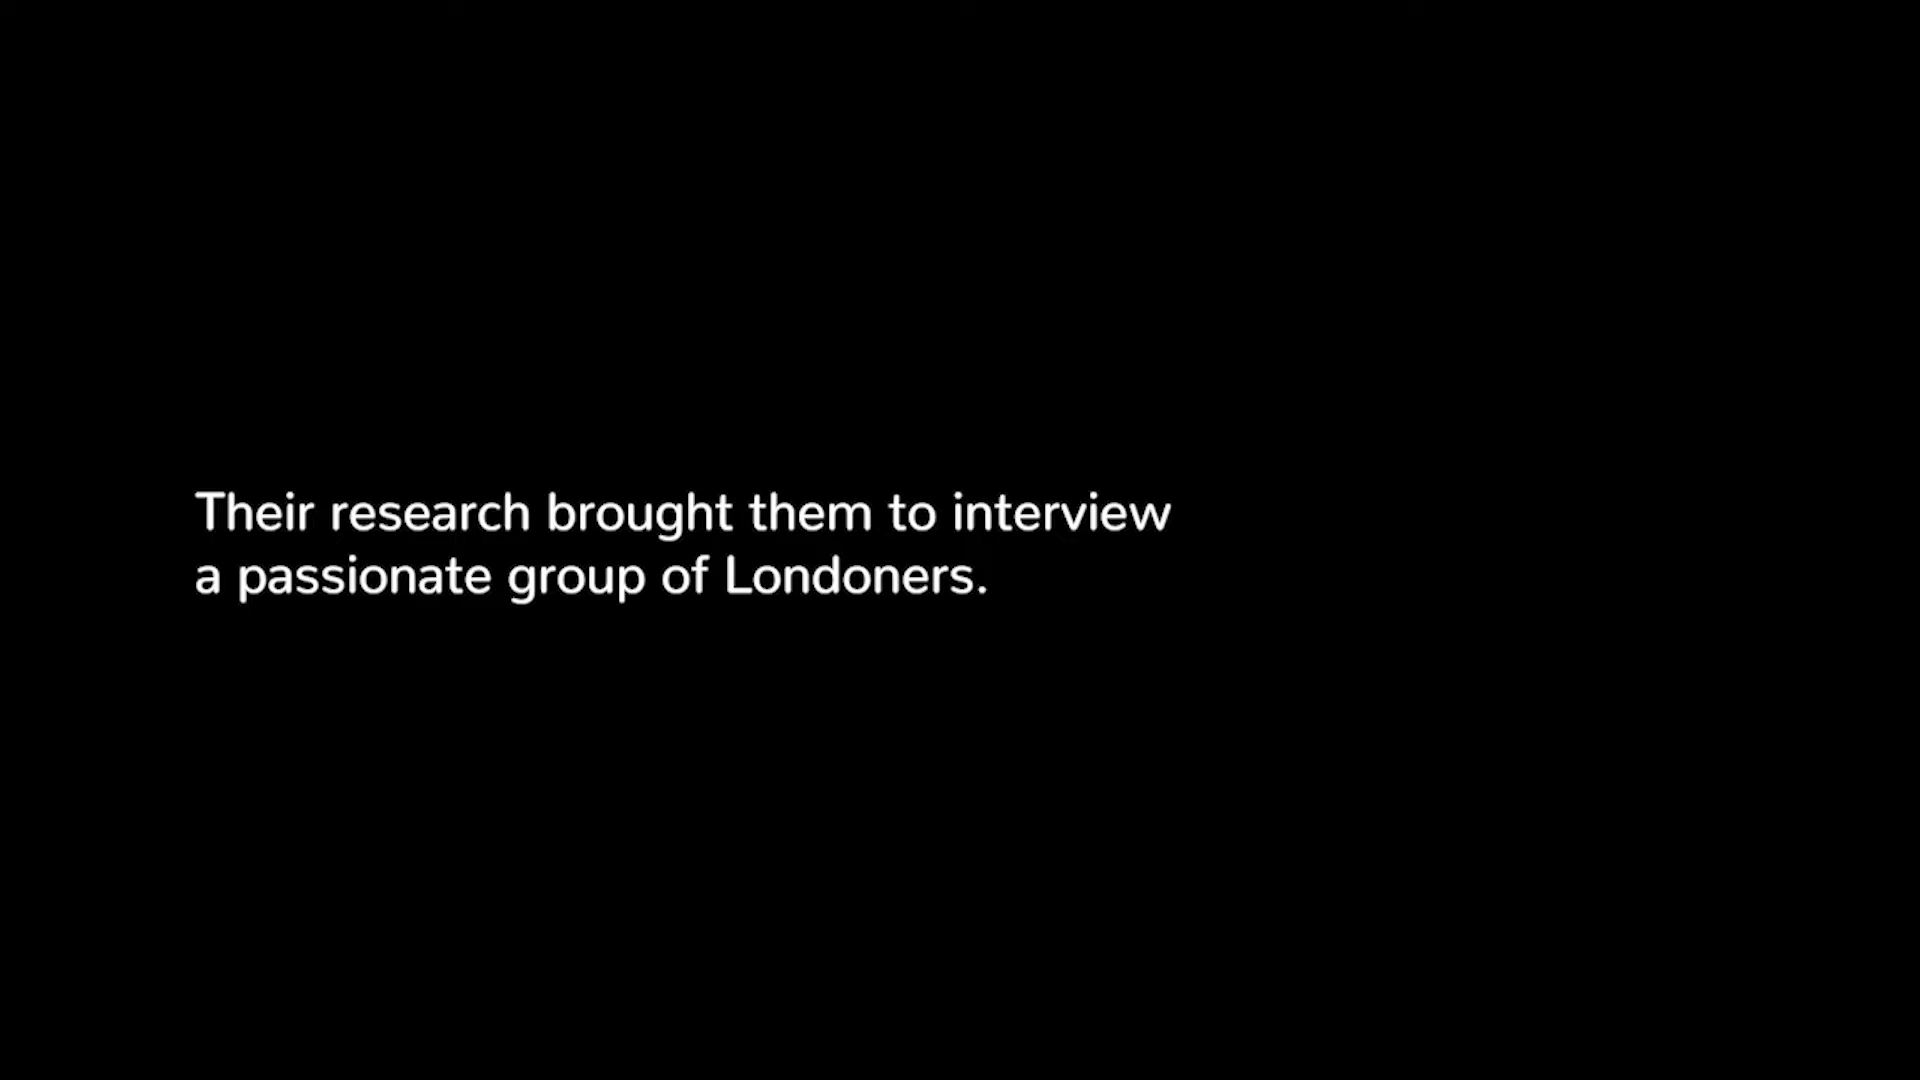 Their research brought them to interview
a passionate group of Londoners.